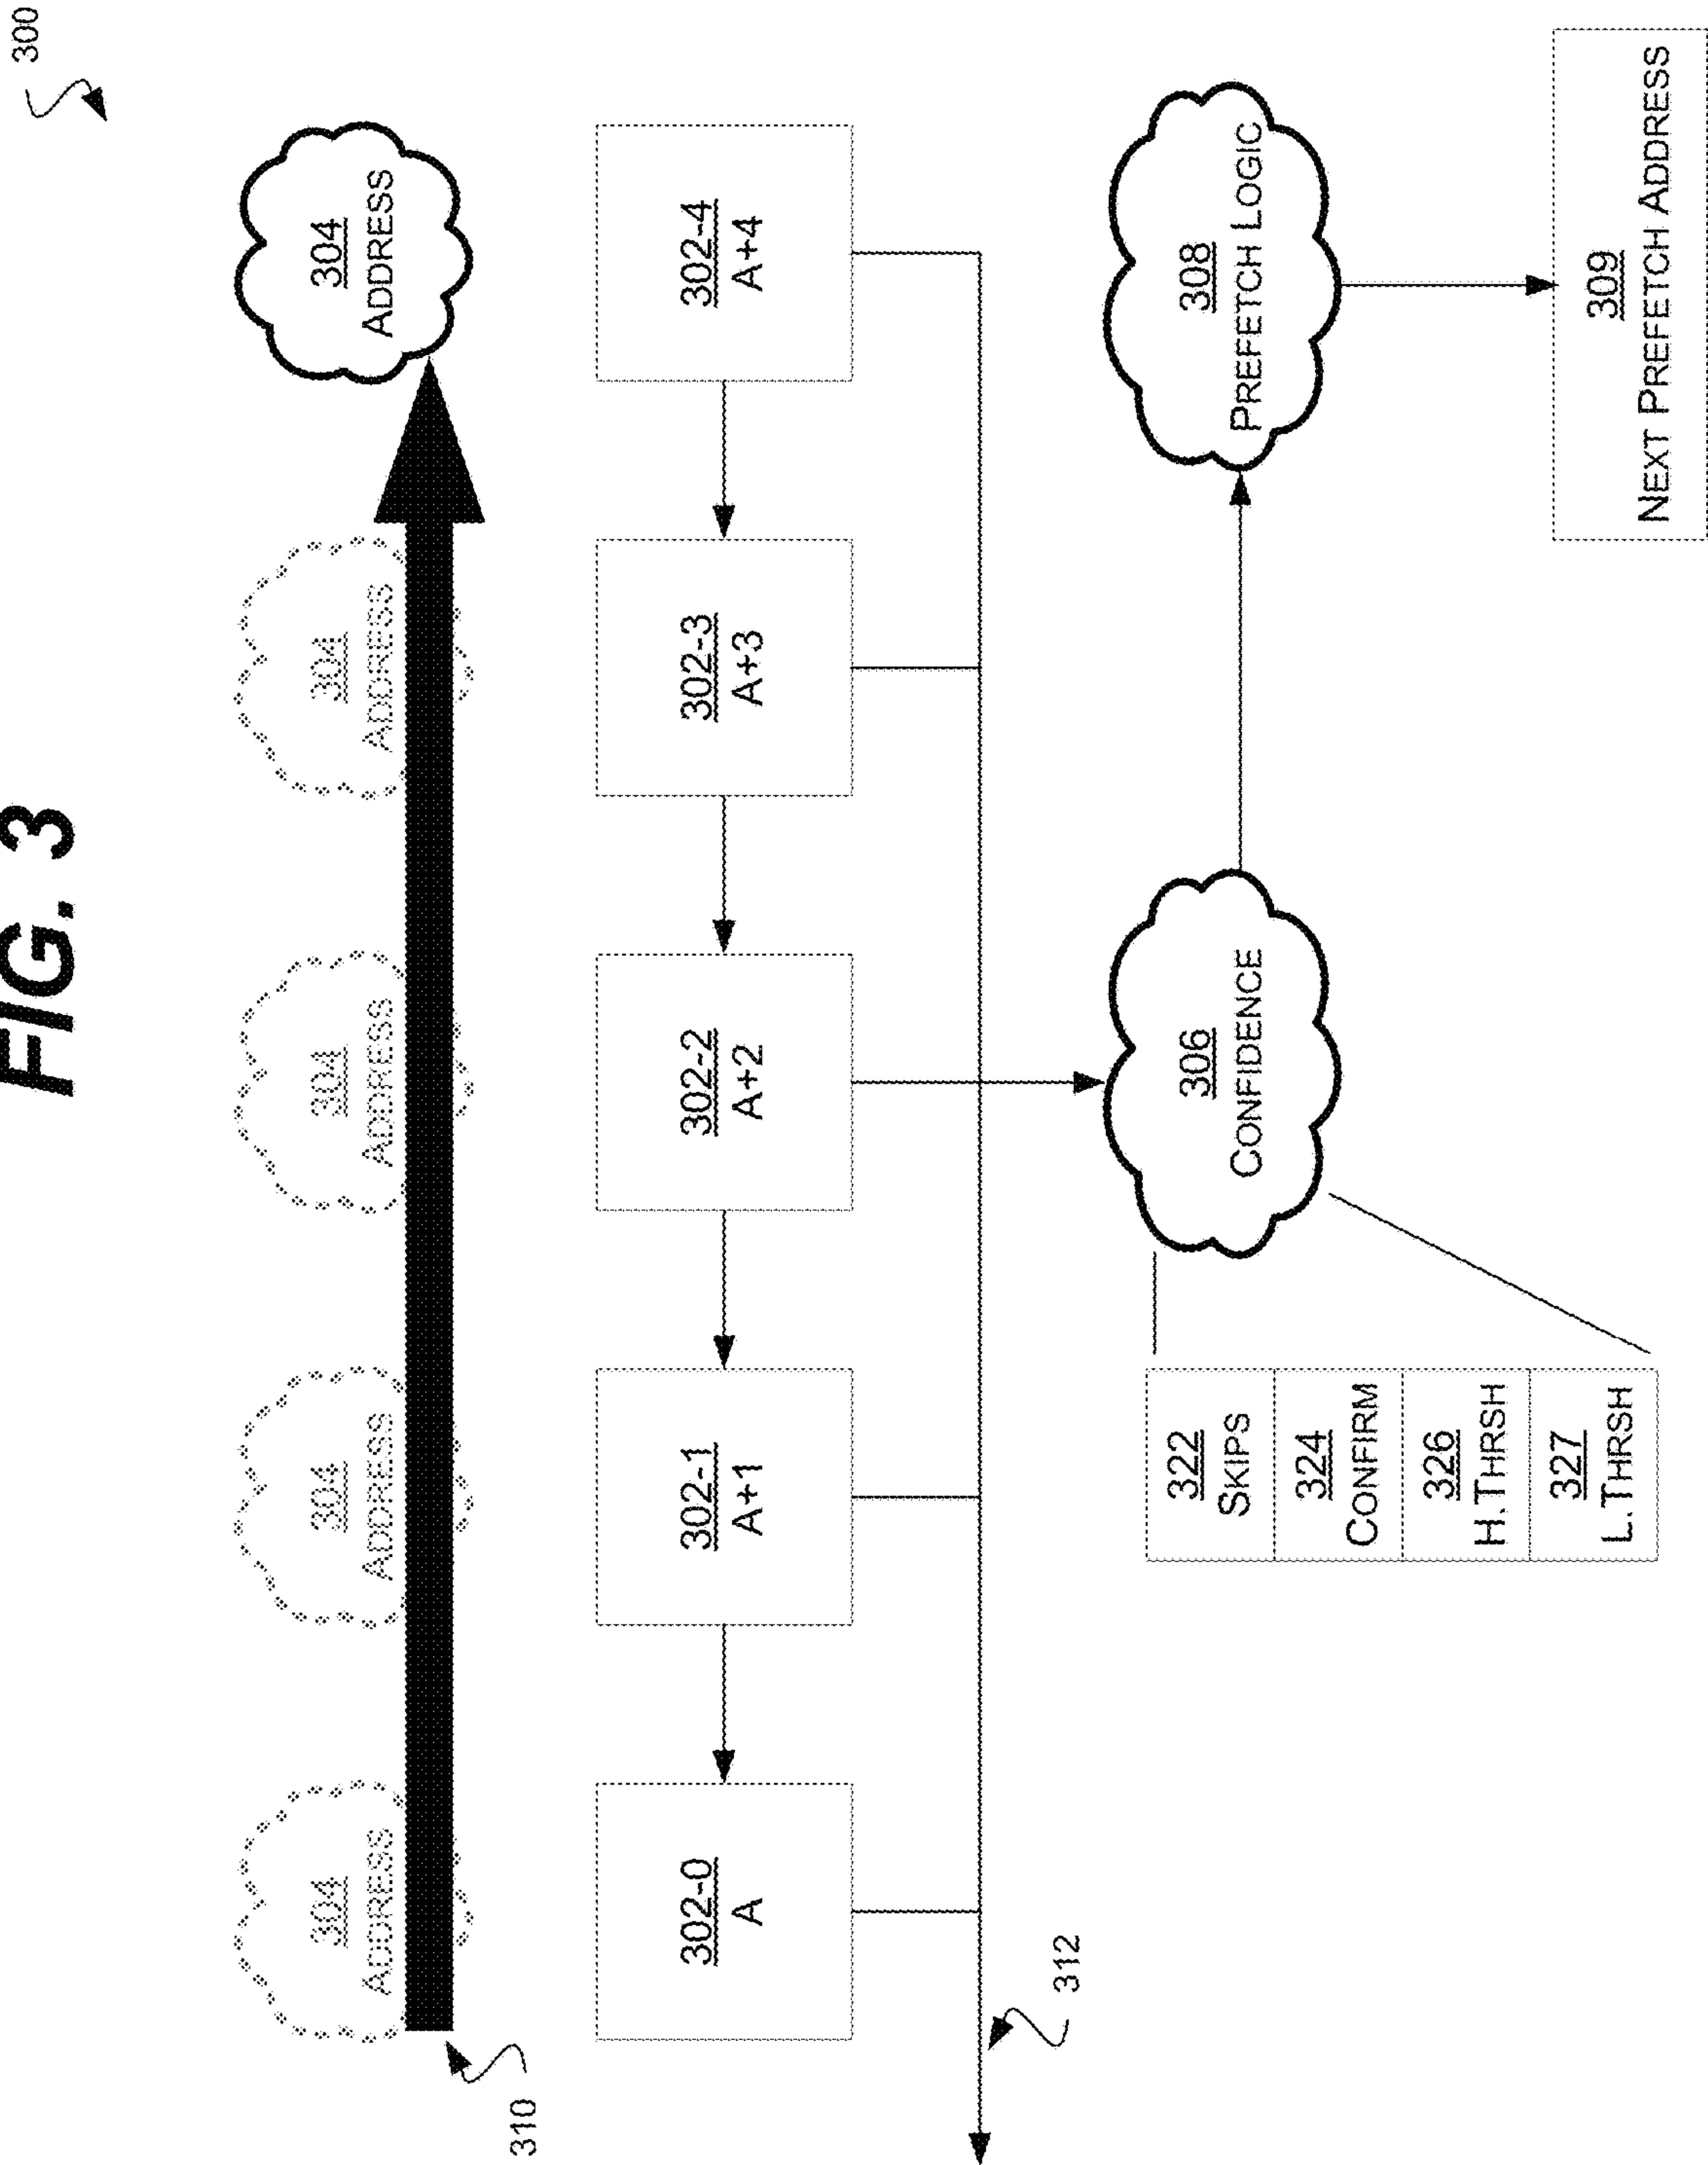 FIG. 3
300
304
ADDRESS
304
ADDRESS
304
ADDRESS
304
ADDRESS
304
ADDRESS
310
302-0
A
302-1
A+1
302-2
A+2
302-3
A+3
302-4
A+4
312
322
SKIPS
324
CONFIRM
326
H.THRSH
327
L.THRSH
306
CONFIDENCE
308
PREFETCH LOGIC
309
NEXT PREFETCH ADDRESS